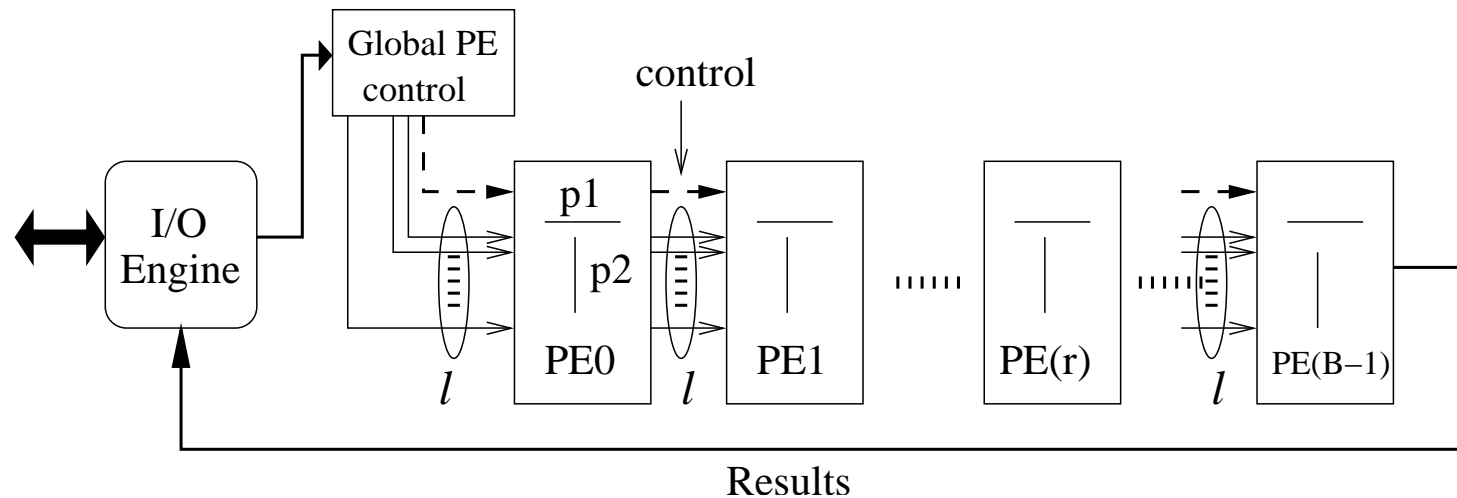 Global PE
control
control
I/O
Engine
p1
p2
PE0
PE1
PE(r)
PE(B−1)
l
l
l
Results